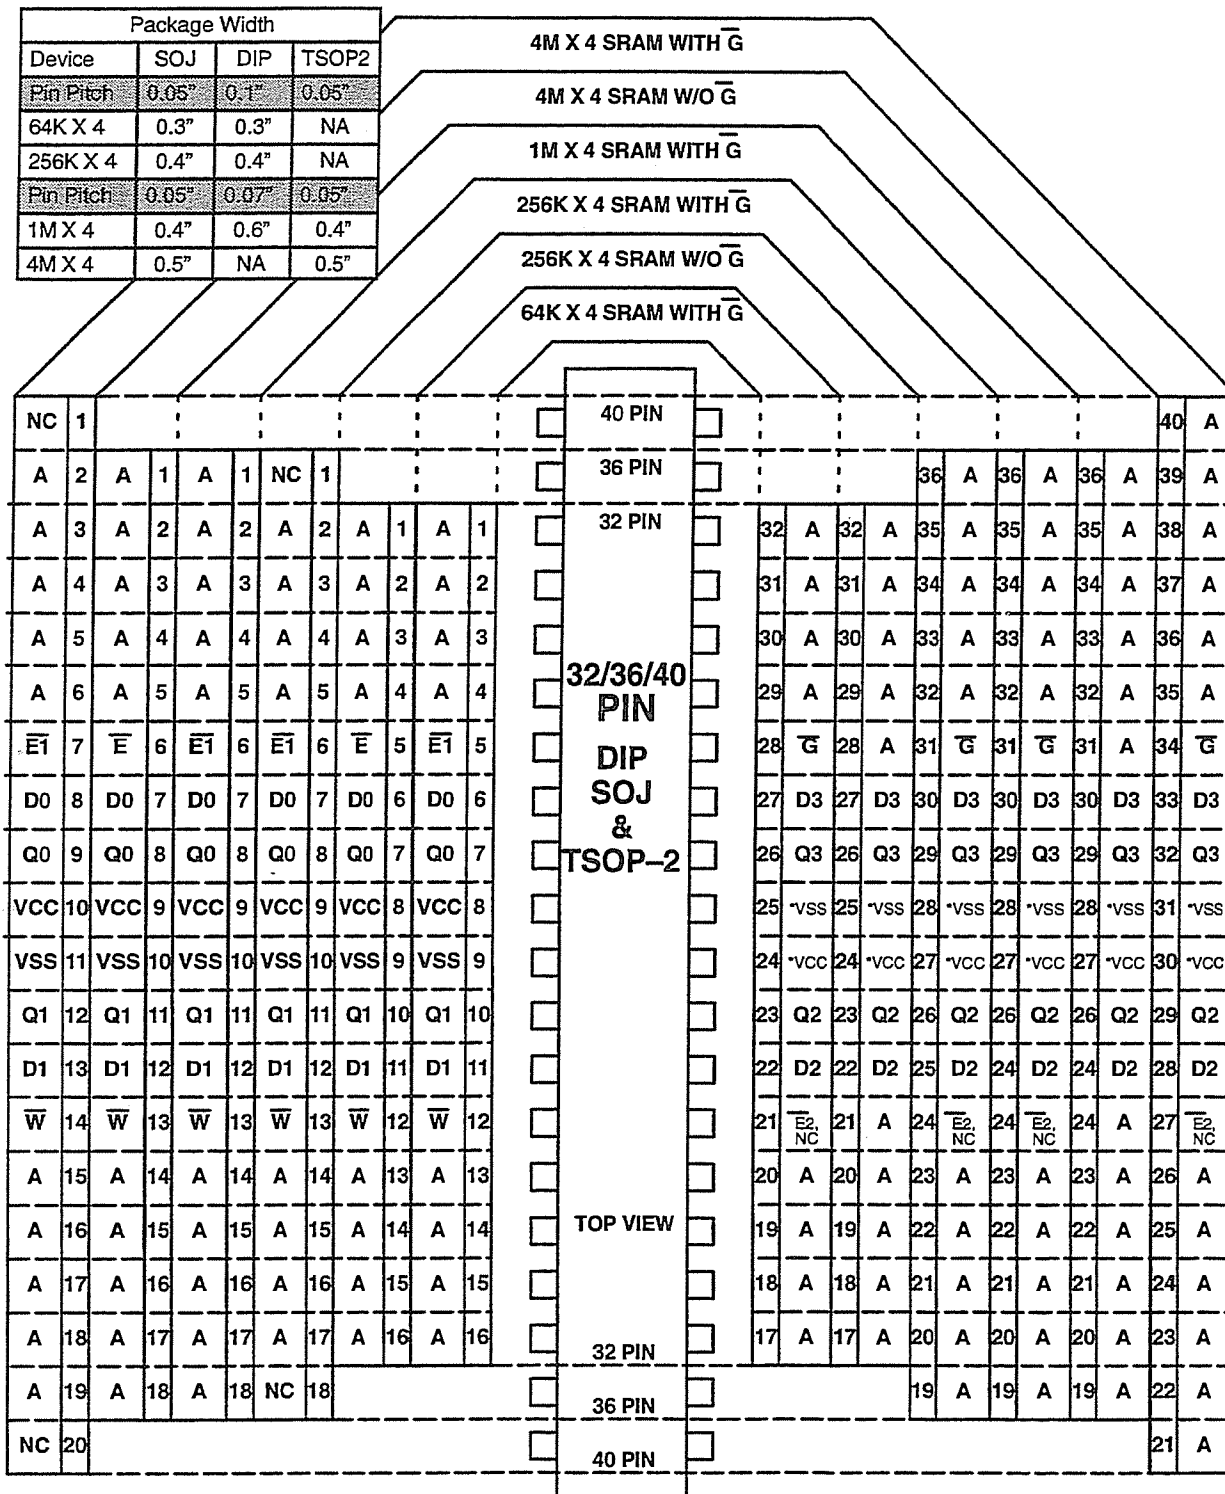 Package Width
Device SOJ DIP TSOP2
Pin Pitch 0.05" 0.1" 0.05"
64K X 4 0.3" 0.3" NA
256K X 4 0.4" 0.4" NA
Pin Pitch 0.05" 0.07" 0.05"
1M X 4 0.4" 0.6" 0.4"
4M X 4 0.5" NA 0.5"
4M X 4 SRAM WITH G̅
4M X 4 SRAM W/O G̅
1M X 4 SRAM WITH G̅
256K X 4 SRAM WITH G̅
256K X 4 SRAM W/O G̅
64K X 4 SRAM WITH G̅
NC 1 40 PIN 40 A
A 2 A 1 A 1 NC 1 36 PIN 36 A 36 A 36 A 39 A
A 3 A 2 A 2 A 2 A 1 A 1 32 PIN 32 A 32 A 35 A 35 A 35 A 38 A
A 4 A 3 A 3 A 3 A 2 A 2 31 A 31 A 34 A 34 A 34 A 37 A
A 5 A 4 A 4 A 4 A 3 A 3 30 A 30 A 33 A 33 A 33 A 36 A
A 6 A 5 A 5 A 5 A 4 A 4 29 A 29 A 32 A 32 A 32 A 35 A
E̅1̅ 7 E̅ 6 E̅1̅ 6 E̅1̅ 6 E̅ 5 E̅1̅ 5 28 G̅ 28 A 31 G̅ 31 G̅ 31 A 34 G̅
D0 8 D0 7 D0 7 D0 7 D0 6 D0 6 27 D3 27 D3 30 D3 30 D3 30 D3 33 D3
Q0 9 Q0 8 Q0 8 Q0 8 Q0 7 Q0 7 26 Q3 26 Q3 29 Q3 29 Q3 29 Q3 32 Q3
VCC 10 VCC 9 VCC 9 VCC 9 VCC 8 VCC 8 25 *VSS 25 *VSS 28 *VSS 28 *VSS 28 *VSS 31 *VSS
VSS 11 VSS 10 VSS 10 VSS 10 VSS 9 VSS 9 24 *VCC 24 *VCC 27 *VCC 27 *VCC 27 *VCC 30 *VCC
Q1 12 Q1 11 Q1 11 Q1 11 Q1 10 Q1 10 23 Q2 23 Q2 26 Q2 26 Q2 26 Q2 29 Q2
D1 13 D1 12 D1 12 D1 12 D1 11 D1 11 22 D2 22 D2 25 D2 24 D2 24 D2 28 D2
W̅ 14 W̅ 13 W̅ 13 W̅ 13 W̅ 12 W̅ 12 21 E̅2̅, NC 21 A 24 E̅2̅, NC 24 E̅2̅, NC 24 A 27 E̅2̅, NC
A 15 A 14 A 14 A 14 A 13 A 13 20 A 20 A 23 A 23 A 23 A 26 A
A 16 A 15 A 15 A 15 A 14 A 14 TOP VIEW 19 A 19 A 22 A 22 A 22 A 25 A
A 17 A 16 A 16 A 16 A 15 A 15 18 A 18 A 21 A 21 A 21 A 24 A
A 18 A 17 A 17 A 17 A 16 A 16 32 PIN 17 A 17 A 20 A 20 A 20 A 23 A
A 19 A 18 A 18 NC 18 36 PIN 19 A 19 A 19 A 22 A
NC 20 40 PIN 21 A
32/36/40
PIN
DIP
SOJ
&
TSOP–2